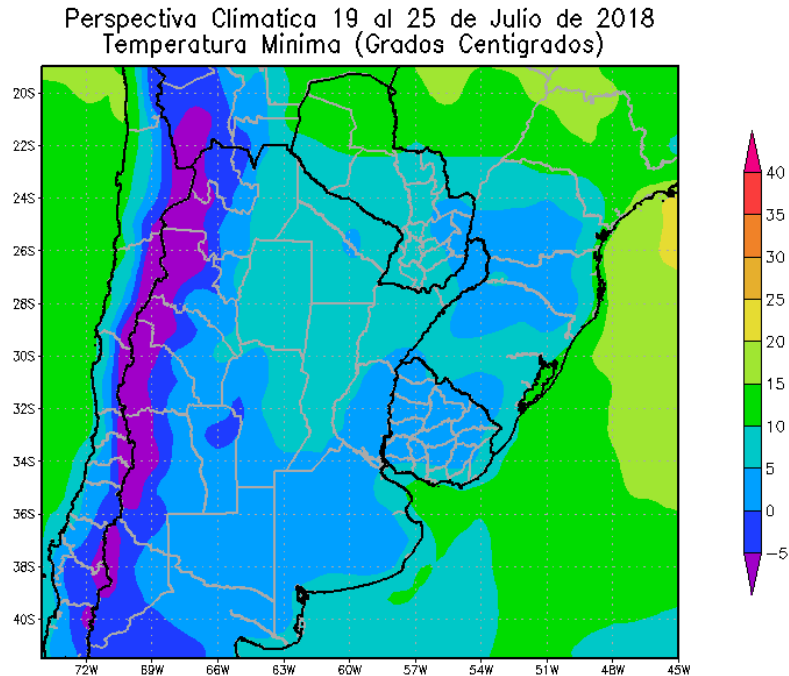 Perspectiva Climatica 19 al 25 de Julio de 2018
Temperatura Minima (Grados Centigrados)
20S
22S
24S
26S
28S
30S
32S
34S
36S
38S
40S
72W 69W 66W 63W 60W 57W 54W 51W 48W 45W
40
35
30
25
20
15
10
5
0
-5